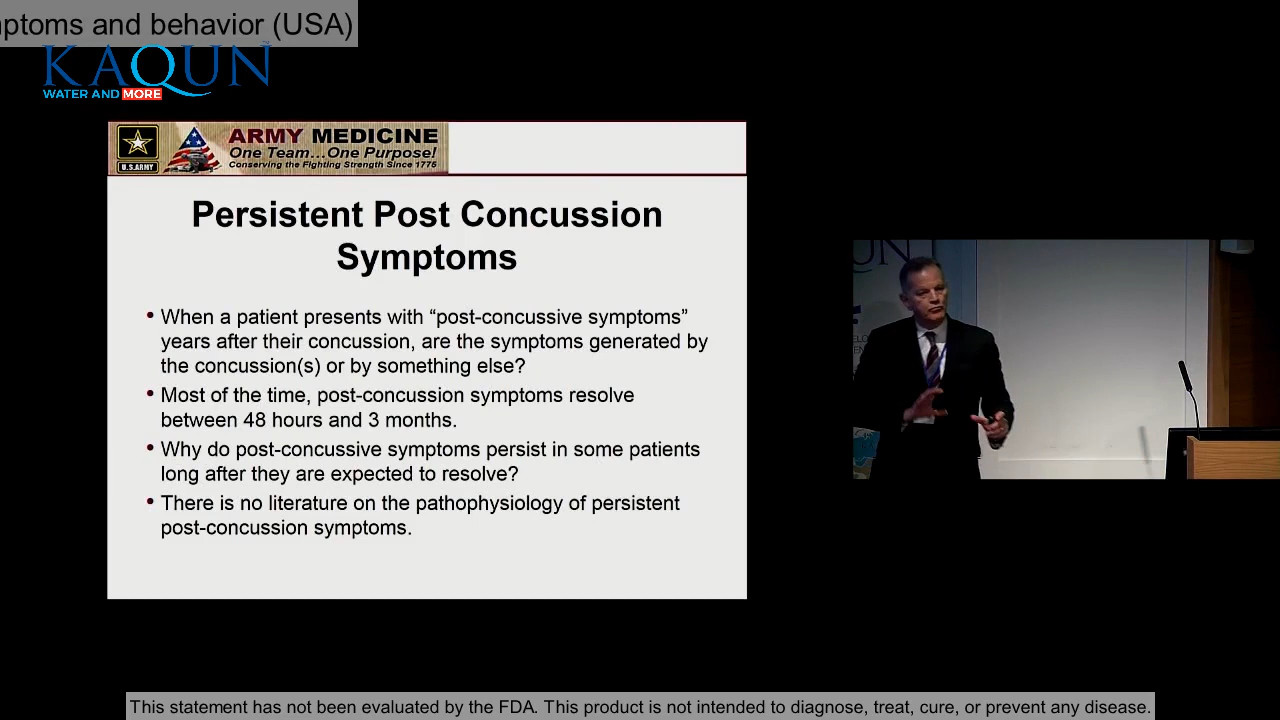 ptoms and behavior (USA)
KAQUN
WATER AND MORE
U.S.ARMY
ARMY MEDICINE
One Team...One Purpose!
Conserving the Fighting Strength Since 1775
Persistent Post Concussion
Symptoms
• When a patient presents with “post-concussive symptoms”
years after their concussion, are the symptoms generated by
the concussion(s) or by something else?
• Most of the time, post-concussion symptoms resolve
between 48 hours and 3 months.
• Why do post-concussive symptoms persist in some patients
long after they are expected to resolve?
• There is no literature on the pathophysiology of persistent
post-concussion symptoms.
QUN
This statement has not been evaluated by the FDA. This product is not intended to diagnose, treat, cure, or prevent any disease.